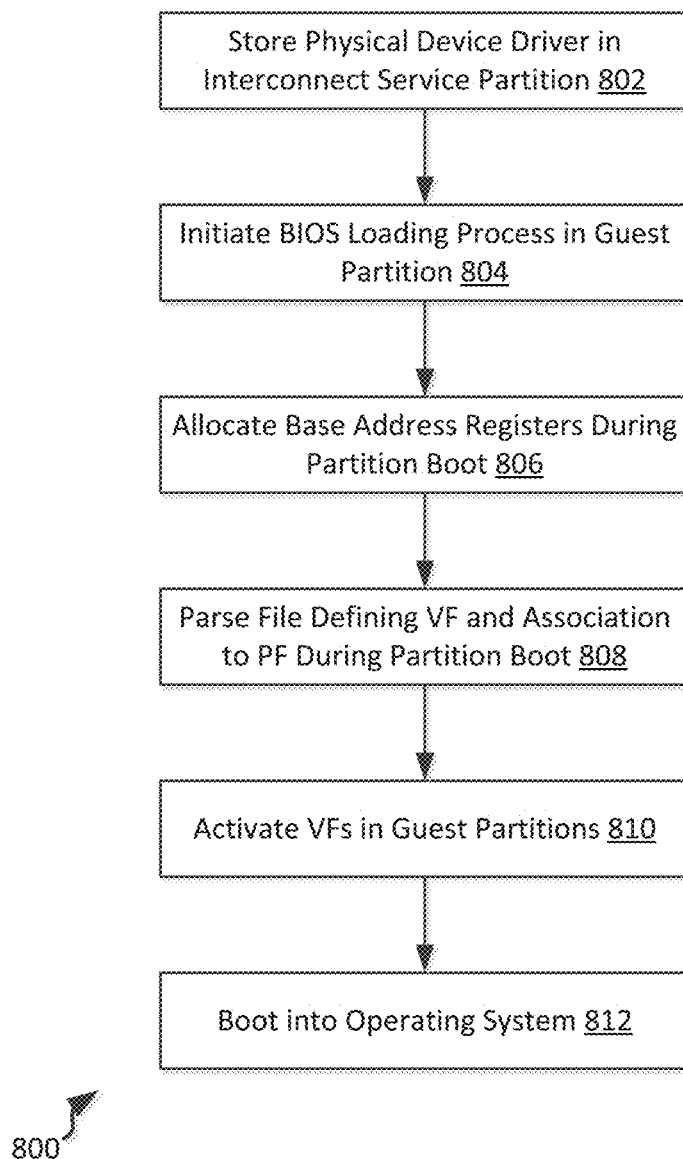 Store Physical Device Driver in
Interconnect Service Partition 802
Initiate BIOS Loading Process in Guest
Partition 804
Allocate Base Address Registers During
Partition Boot 806
Parse File Defining VF and Association
to PF During Partition Boot 808
Activate VFs in Guest Partitions 810
Boot into Operating System 812
800